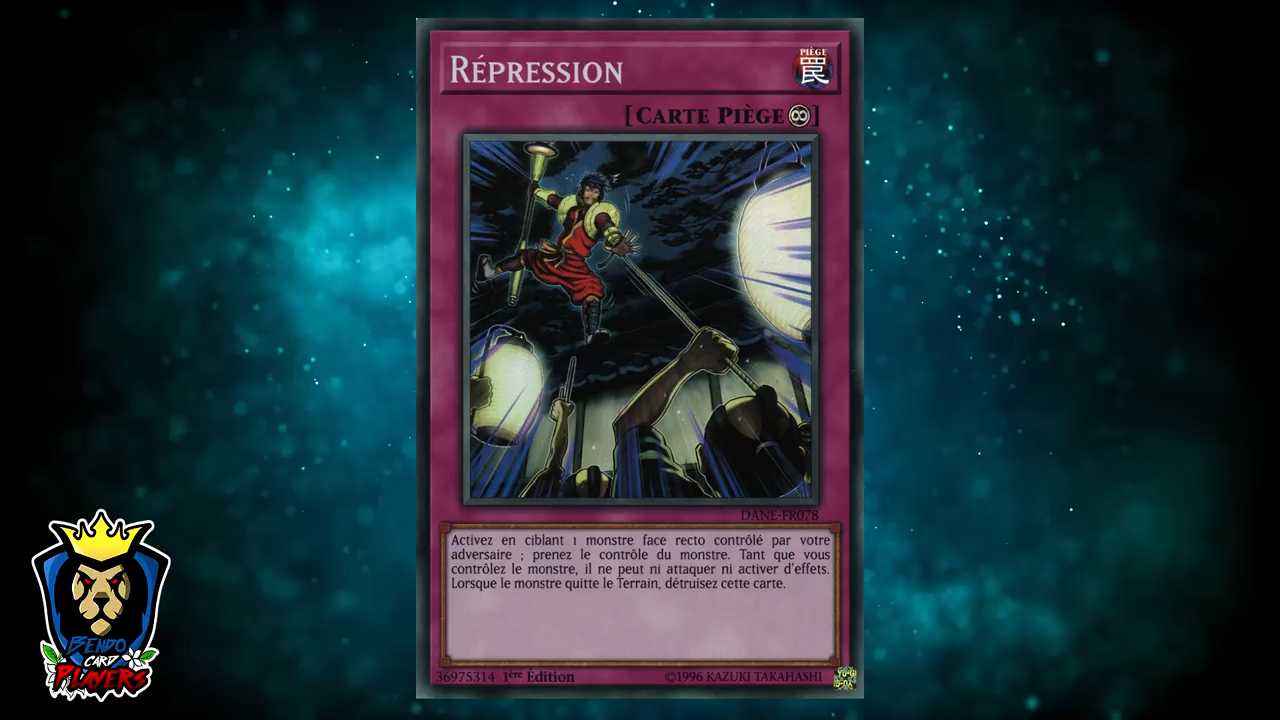 Répression
PIÈGE
罠
[CARTE PIÈGE]
DANE-FR078
Activez en ciblant 1 monstre face recto contrôlé par votre
adversaire ; prenez le contrôle du monstre. Tant que vous
contrôlez le monstre, il ne peut ni attaquer ni activer d'effets.
Lorsque le monstre quitte le Terrain, détruisez cette carte.
36975314 1ère Édition
©1996 KAZUKI TAKAHASHI
BENDO
CARD
PLAYERS